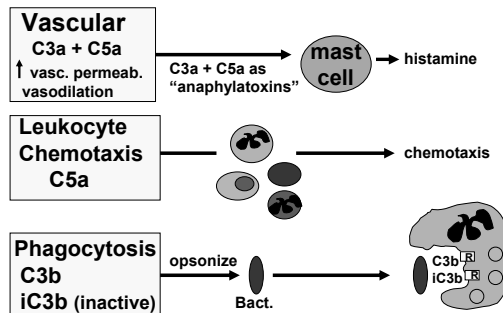 Vascular
C3a + C5a
↑ vasc. permeab.
vasodilation
C3a + C5a as
“anaphylatoxins”
mast
cell
histamine
Leukocyte
Chemotaxis
C5a
chemotaxis
Phagocytosis
C3b
iC3b (inactive)
opsonize
Bact.
C3b R
iC3b R